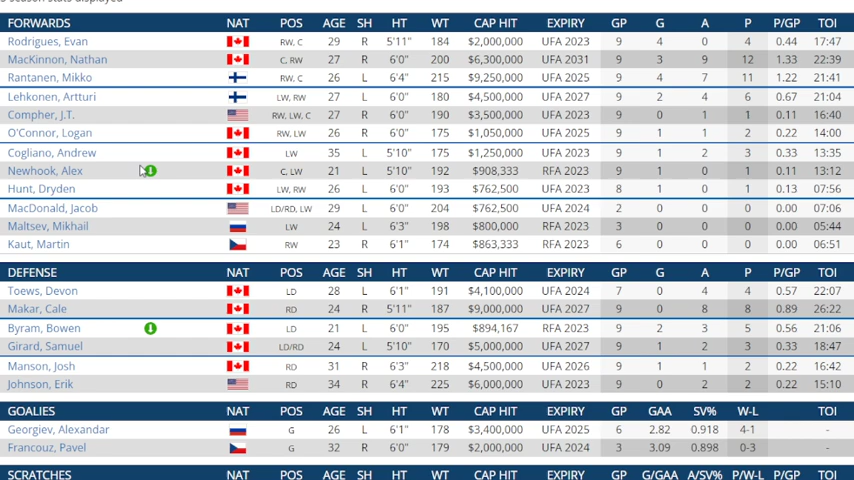 FORWARDS NAT POS AGE SH HT WT CAP HIT EXPIRY GP G A P P/GP TOI
Rodrigues, Evan RW, C 29 R 5'11" 184 $2,000,000 UFA 2023 9 4 0 4 0.44 17:47
MacKinnon, Nathan C, RW 27 R 6'0" 200 $6,300,000 UFA 2031 9 3 9 12 1.33 22:39
Rantanen, Mikko RW, C 26 L 6'4" 215 $9,250,000 UFA 2025 9 4 7 11 1.22 21:41
Lehkonen, Artturi LW, RW 27 L 6'0" 180 $4,500,000 UFA 2027 9 2 4 6 0.67 21:04
Compher, J.T. RW, LW, C 27 R 6'0" 190 $3,500,000 UFA 2023 9 0 1 1 0.11 16:40
O'Connor, Logan RW, LW 26 R 6'0" 175 $1,050,000 UFA 2025 9 1 1 2 0.22 14:00
Cogliano, Andrew LW 35 L 5'10" 175 $1,250,000 UFA 2023 9 1 2 3 0.33 13:35
Newhook, Alex C, LW 21 L 5'10" 192 $908,333 RFA 2023 9 1 0 1 0.11 13:12
Hunt, Dryden LW, RW 26 L 6'0" 193 $762,500 UFA 2023 8 1 0 1 0.13 07:56
MacDonald, Jacob LD/RD, LW 29 L 6'0" 204 $762,500 UFA 2024 2 0 0 0 0.00 07:06
Maltsev, Mikhail LW 24 L 6'3" 198 $800,000 RFA 2023 3 0 0 0 0.00 05:44
Kaut, Martin RW 23 R 6'1" 174 $863,333 RFA 2023 6 0 0 0 0.00 06:51
DEFENSE NAT POS AGE SH HT WT CAP HIT EXPIRY GP G A P P/GP TOI
Toews, Devon LD 28 L 6'1" 191 $4,100,000 UFA 2024 7 0 4 4 0.57 22:07
Makar, Cale RD 24 R 5'11" 187 $9,000,000 UFA 2027 9 0 8 8 0.89 26:22
Byram, Bowen LD 21 L 6'0" 195 $894,167 RFA 2023 9 2 3 5 0.56 21:06
Girard, Samuel LD/RD 24 L 5'10" 170 $5,000,000 UFA 2027 9 1 2 3 0.33 18:47
Manson, Josh RD 31 R 6'3" 218 $4,500,000 UFA 2026 9 1 1 2 0.22 16:42
Johnson, Erik RD 34 R 6'4" 225 $6,000,000 UFA 2023 9 0 2 2 0.22 15:10
GOALIES NAT POS AGE SH HT WT CAP HIT EXPIRY GP GAA SV% W-L TOI
Georgiev, Alexandar G 26 L 6'1" 178 $3,400,000 UFA 2025 6 2.82 0.918 4-1 -
Francouz, Pavel G 32 R 6'0" 179 $2,000,000 UFA 2024 3 3.09 0.898 0-3 -
SCRATCHES NAT POS AGE SH HT WT CAP HIT EXPIRY GP G/GAA A/SV% P/W-L P/GP TOI